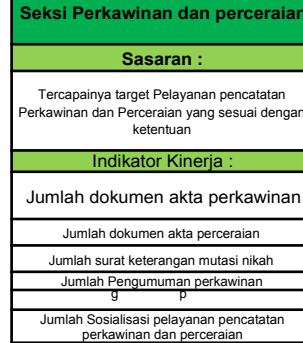 Seksi Perkawinan dan perceraian
Sasaran :
Tercapainya target Pelayanan pencatatan
Perkawinan dan Perceraian yang sesuai dengan
ketentuan
Indikator Kinerja :
Jumlah dokumen akta perkawinan
Jumlah dokumen akta perceraian
Jumlah surat keterangan mutasi nikah
Jumlah Pengumuman perkawinan
g p
Jumlah Sosialisasi pelayanan pencatatan
perkawinan dan perceraian